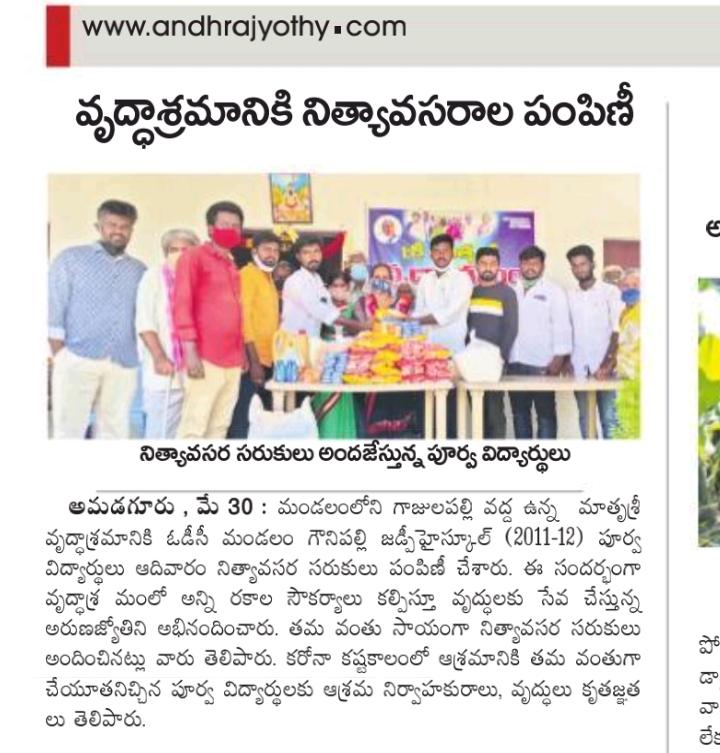 www.andhrajyothy.com
వృద్ధాశ్రమానికి నిత్యావసరాల పంపిణీ
నిత్యావసర సరుకులు అందజేస్తున్న పూర్వ విద్యార్థులు
అమడగూరు , మే 30 : మండలంలోని గాజులపల్లి వద్ద ఉన్న మాతృశ్రీ
వృద్ధాశ్రమానికి ఓడీసీ మండలం గౌనిపల్లి జడ్పీహైస్కూల్ (2011-12) పూర్వ
విద్యార్థులు ఆదివారం నిత్యావసర సరుకులు పంపిణీ చేశారు. ఈ సందర్భంగా
వృద్ధాశ్ర మంలో అన్ని రకాల సౌకర్యాలు కల్పిస్తూ వృద్ధులకు సేవ చేస్తున్న
అరుణజ్యోతిని అభినందించారు. తమ వంతు సాయంగా నిత్యావసర సరుకులు
అందించినట్లు వారు తెలిపారు. కరోనా కష్టకాలంలో ఆశ్రమానికి తమ వంతుగా
చేయూతనిచ్చిన పూర్వ విద్యార్థులకు ఆశ్రమ నిర్వాహకురాలు, వృద్ధులు కృతజ్ఞత
లు తెలిపారు.